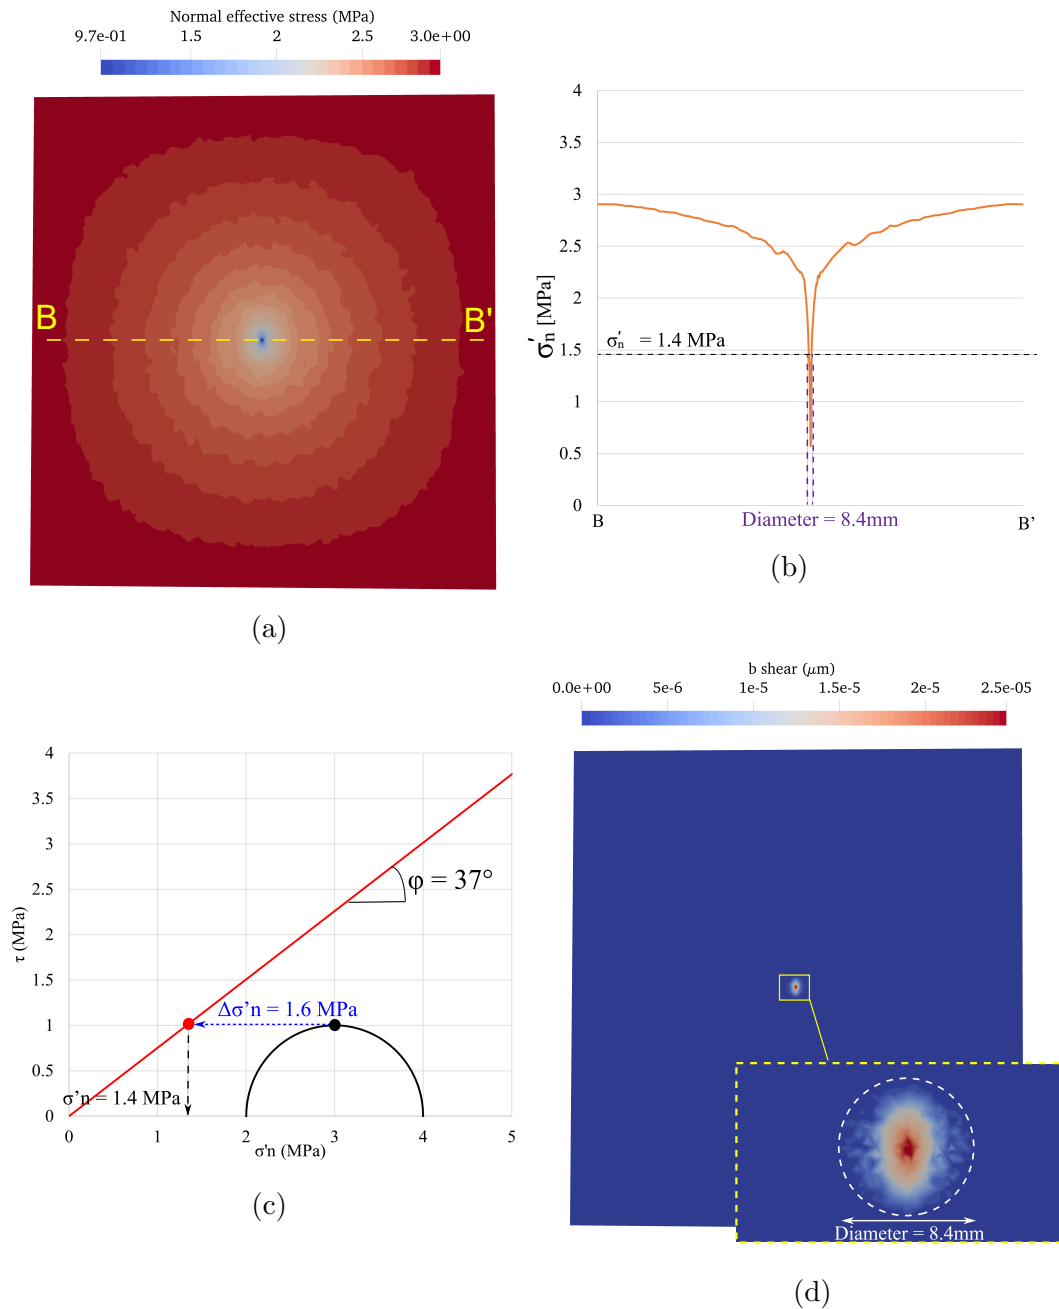 Normal effective stress (MPa)
9.7e-01 1.5 2 2.5 3.0e+00
B B'
(a)
4
3.5
3
2.5
2
1.5
1
0.5
0
σ′n [MPa]
σ′n = 1.4 MPa
B B’
Diameter = 8.4mm
(b)
4
3.5
3
2.5
2
1.5
1
0.5
0
τ (MPa)
φ = 37°
Δσ’n = 1.6 MPa
σ’n = 1.4 MPa
0 1 2 3 4 5
σ'n (MPa)
(c)
b shear (μm)
0.0e+00 5e-6 1e-5 1.5e-5 2e-5 2.5e-05
Diameter = 8.4mm
(d)